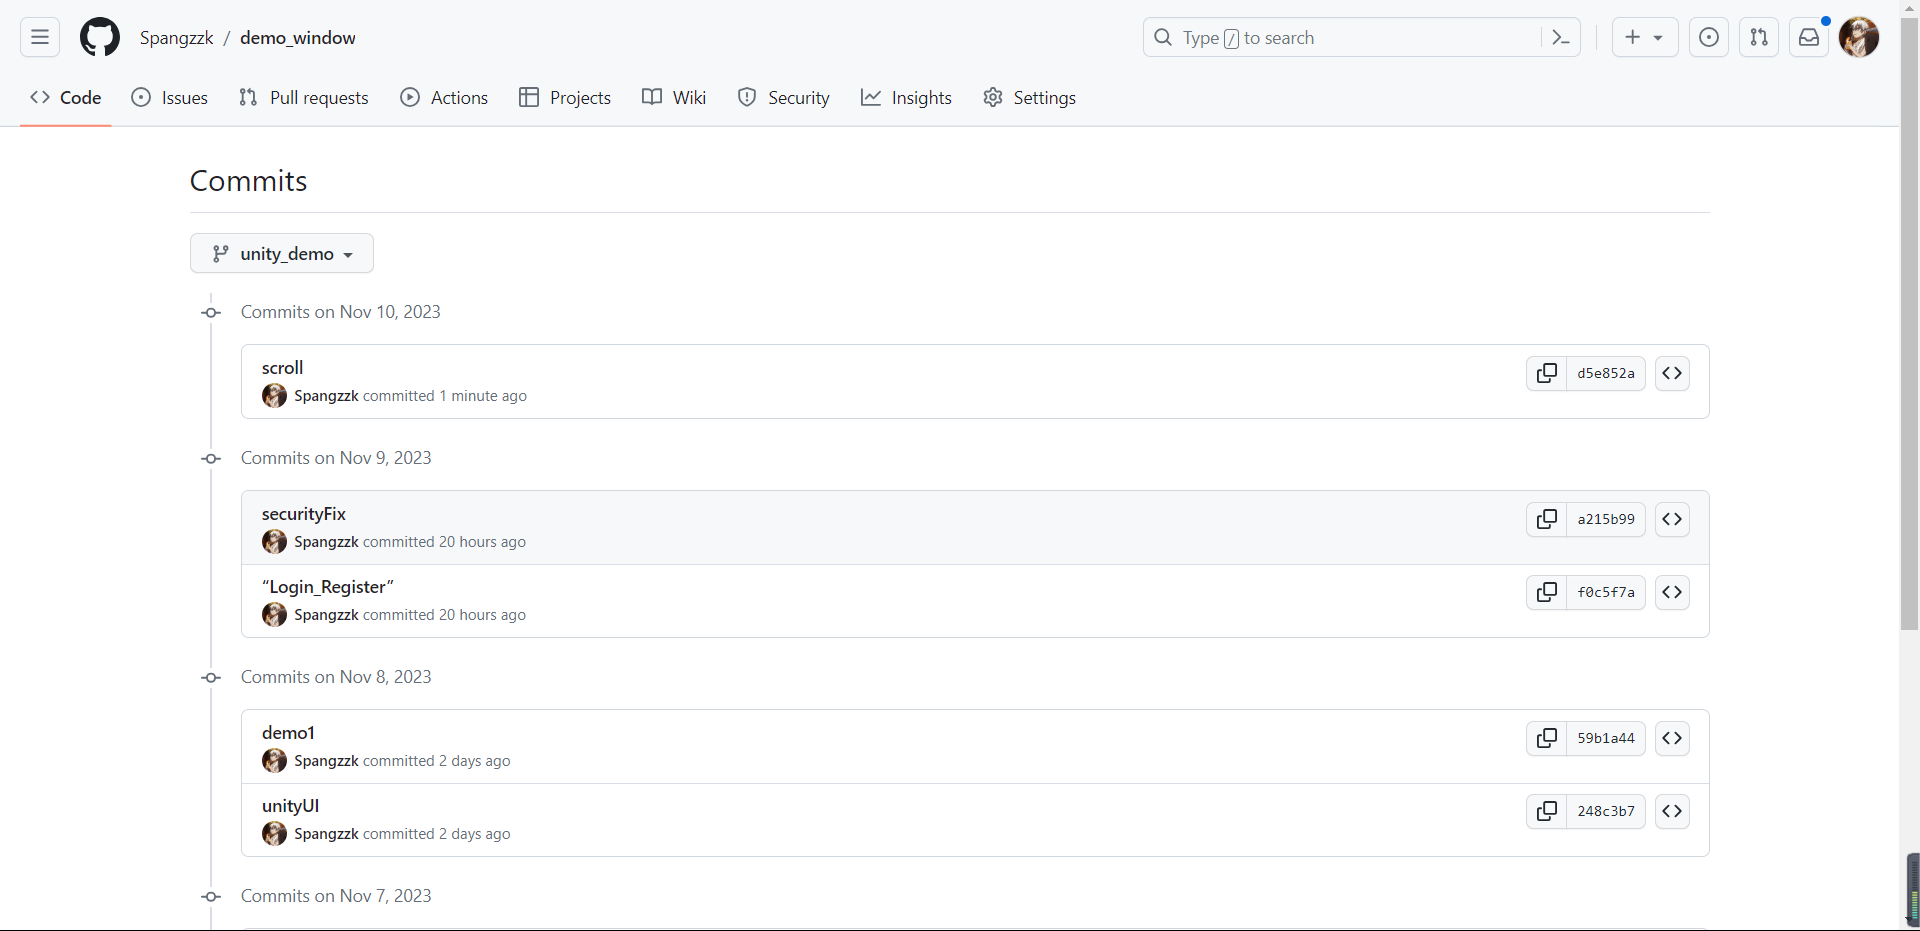 Spangzzk / demo_window
Type / to search
Code Issues Pull requests Actions Projects Wiki Security Insights Settings
Commits
unity_demo
Commits on Nov 10, 2023
scroll
d5e852a
Spangzzk committed 1 minute ago
Commits on Nov 9, 2023
securityFix
a215b99
Spangzzk committed 20 hours ago
“Login_Register”
f0c5f7a
Spangzzk committed 20 hours ago
Commits on Nov 8, 2023
demo1
59b1a44
Spangzzk committed 2 days ago
unityUI
248c3b7
Spangzzk committed 2 days ago
Commits on Nov 7, 2023